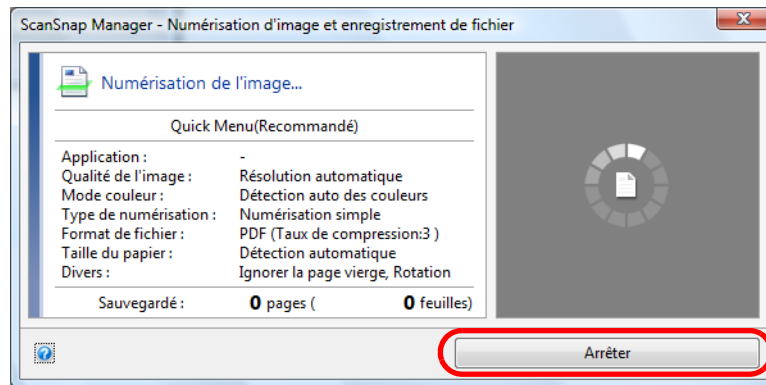 ScanSnap Manager - Numérisation d'image et enregistrement de fichier
Numérisation de l'image...
Quick Menu(Recommandé)
Application : -
Qualité de l'image : Résolution automatique
Mode couleur : Détection auto des couleurs
Type de numérisation : Numérisation simple
Format de fichier : PDF (Taux de compression:3 )
Taille du papier : Détection automatique
Divers : Ignorer la page vierge, Rotation
Sauvegardé : 0 pages ( 0 feuilles)
Arrêter